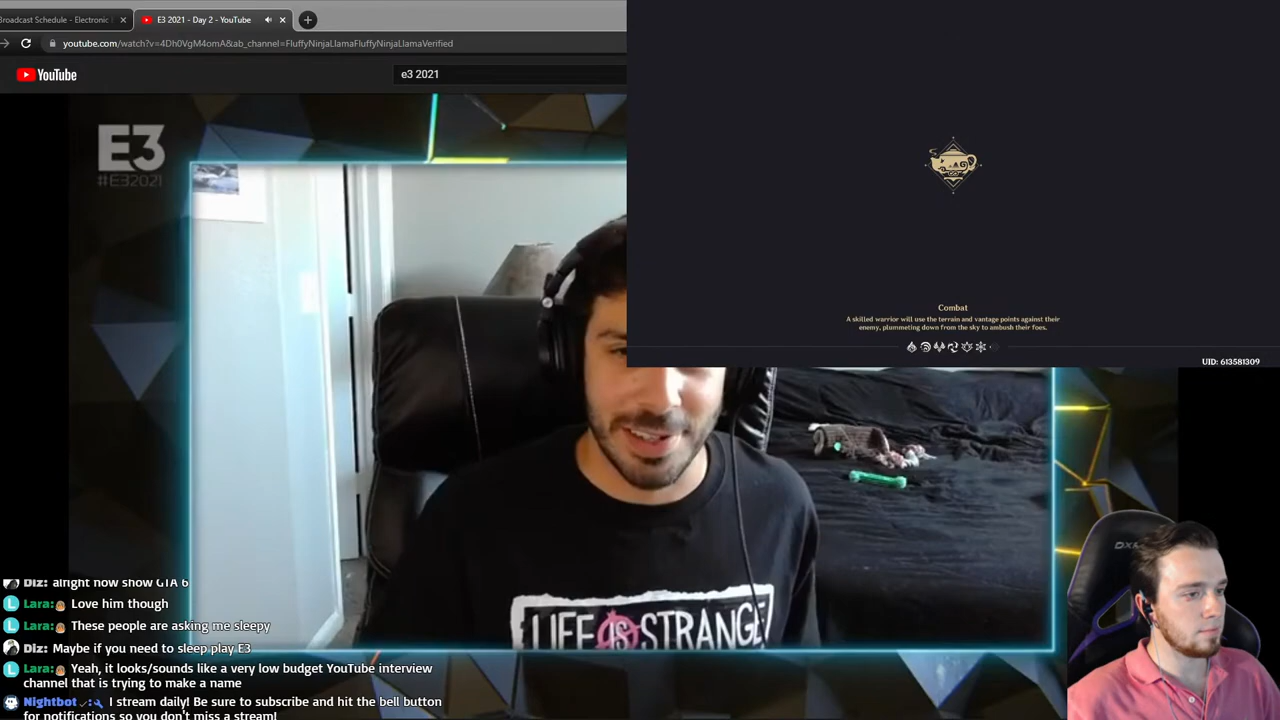 Broadcast Schedule - Electronic
E3 2021 - Day 2 - YouTube
youtube.com/watch?v=4Dh0VgM4omA&ab_channel=FluffyNinjaLlamaFluffyNinjaLlamaVerified
YouTube
e3 2021
E3
#E32021
Combat
A skilled warrior will use the terrain and vantage points against their
enemy, plummeting down from the sky to ambush their foes.
UID: 613581309
LIFE IS STRANGE
DXR
Diz: alright now show GTA 6
L Lara: Love him though
L Lara: These people are asking me sleepy
Diz: Maybe if you need to sleep play E3
L Lara: Yeah, it looks/sounds like a very low budget YouTube interview
channel that is trying to make a name
Nightbot: I stream daily! Be sure to subscribe and hit the bell button
for notifications so you don't miss a stream!